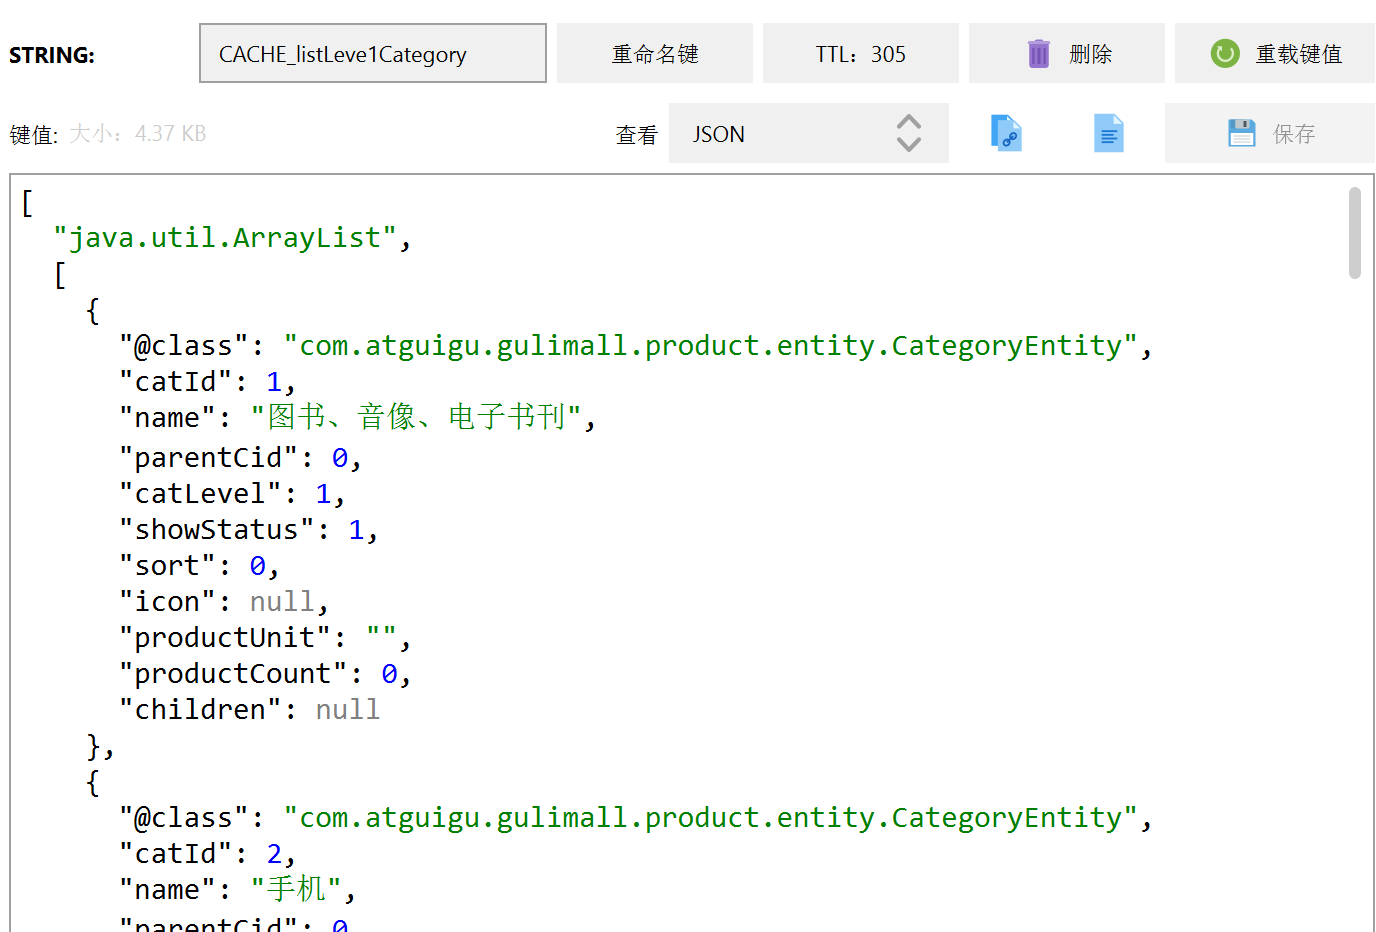 STRING: CACHE_listLeve1Category 重命名键 TTL：305 删除 重载键值
键值: 大小：4.37 KB 查看 JSON 保存
[
"java.util.ArrayList",
[
{
"@class": "com.atguigu.gulimall.product.entity.CategoryEntity",
"catId": 1,
"name": "图书、音像、电子书刊",
"parentCid": 0,
"catLevel": 1,
"showStatus": 1,
"sort": 0,
"icon": null,
"productUnit": "",
"productCount": 0,
"children": null
},
{
"@class": "com.atguigu.gulimall.product.entity.CategoryEntity",
"catId": 2,
"name": "手机",
"parentCid": 0